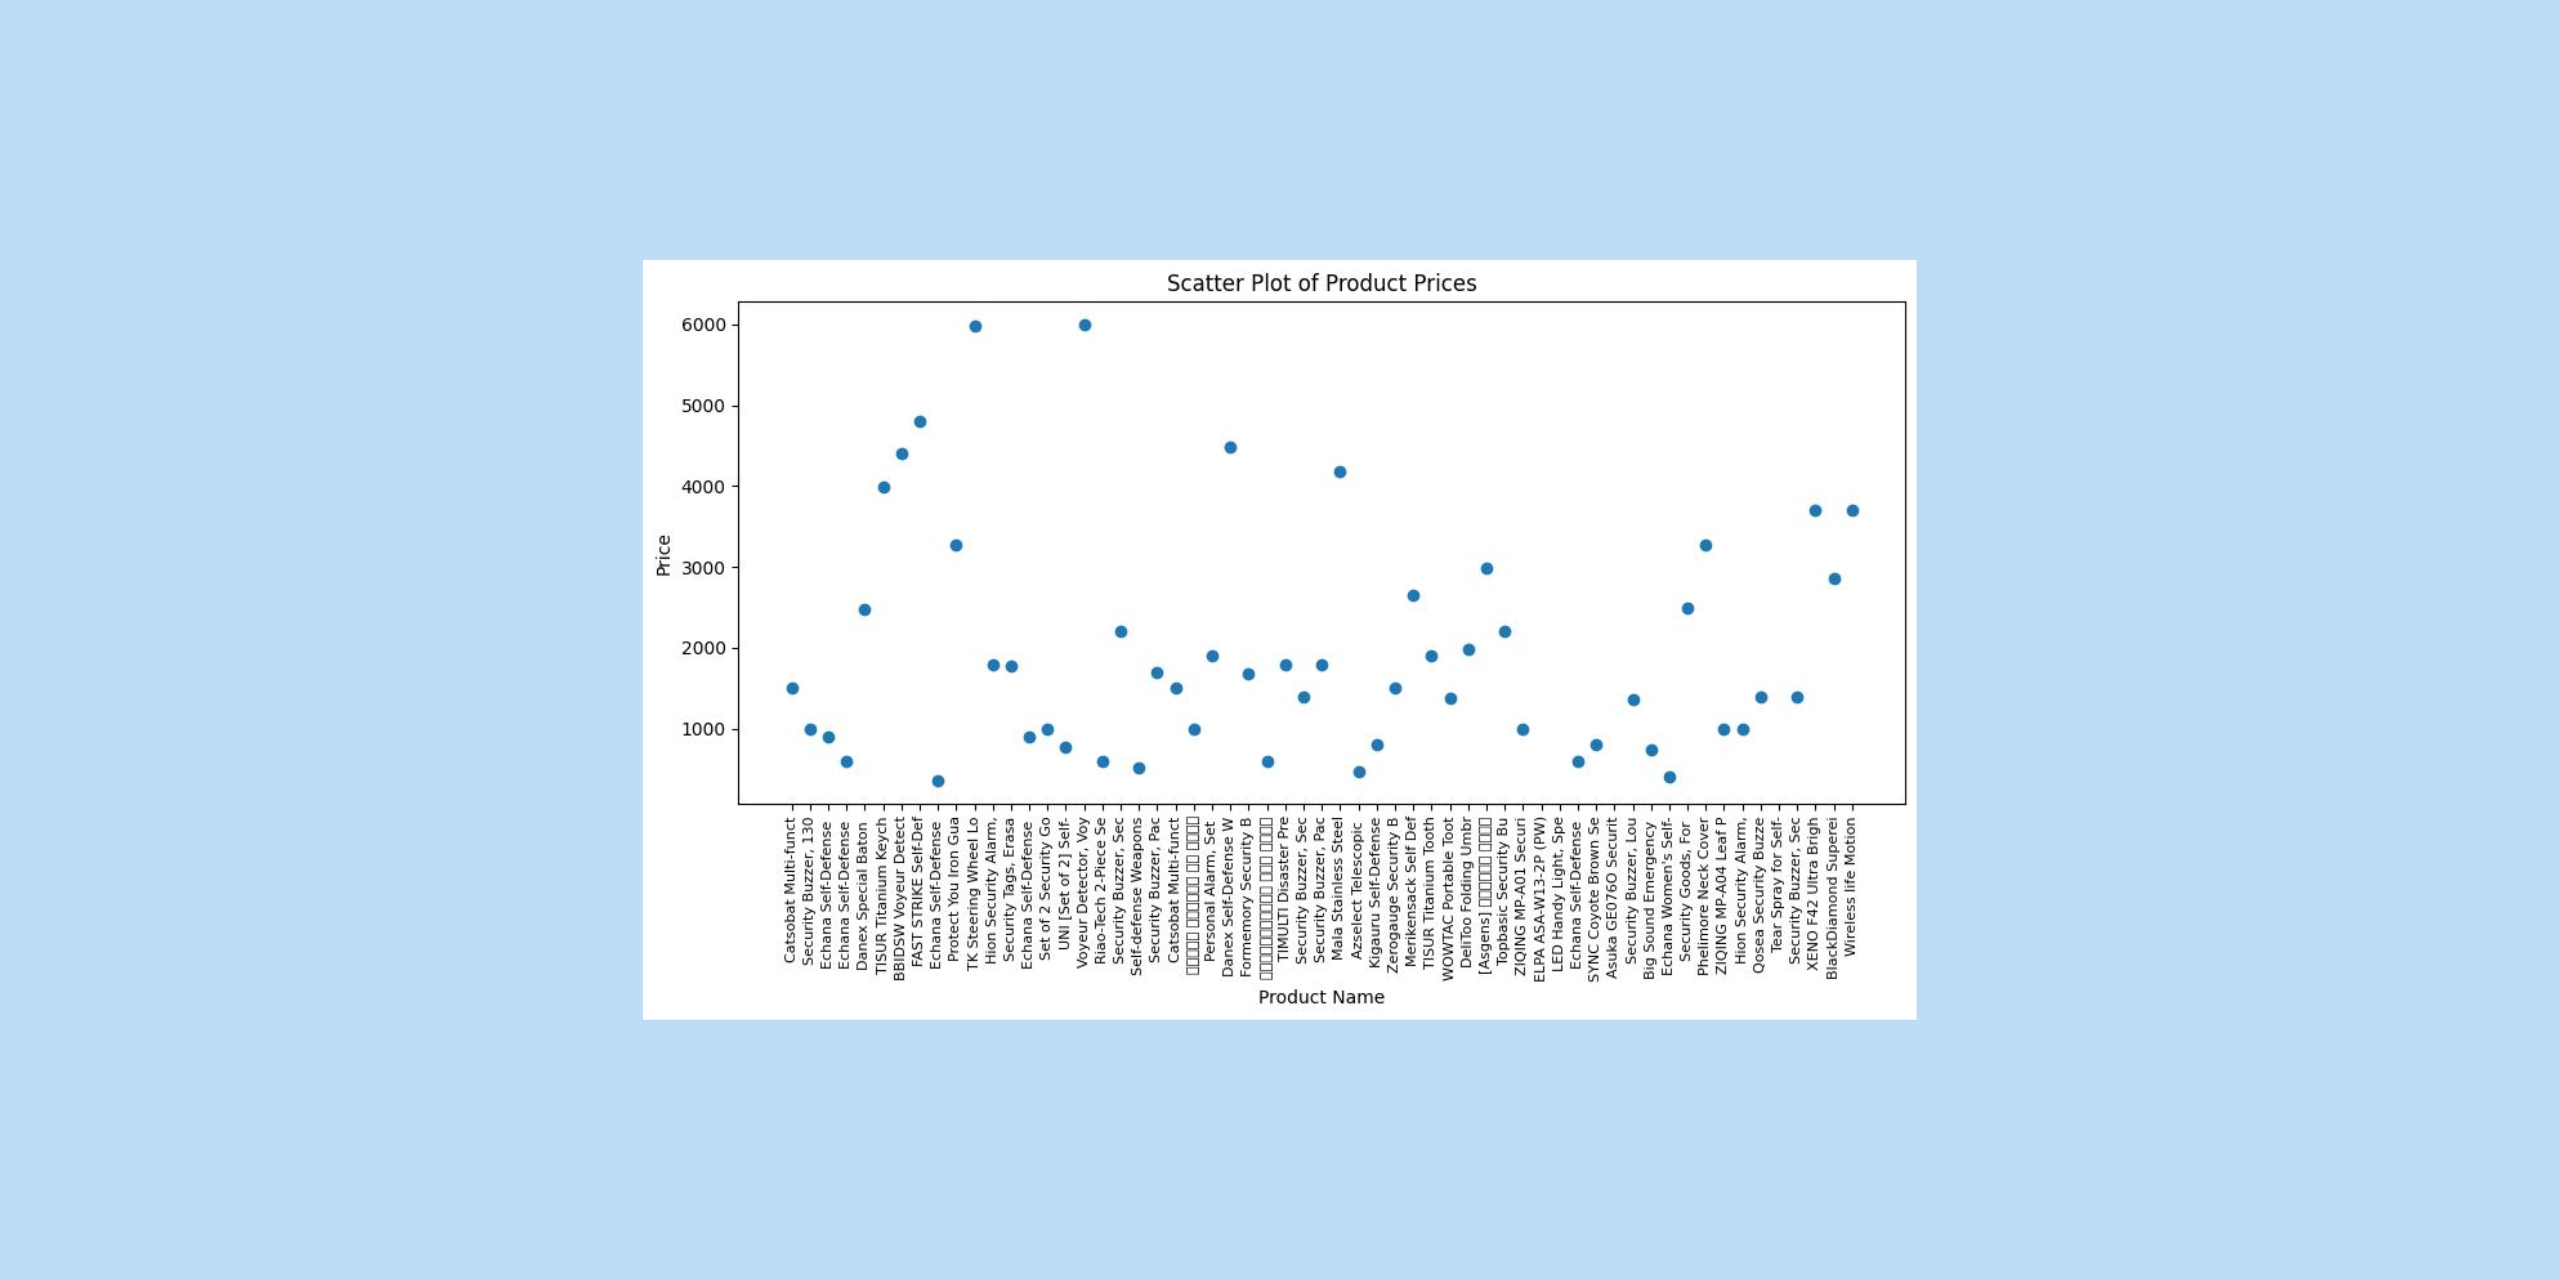 Scatter Plot of Product Prices
6000
5000
4000
3000
2000
1000
Price
Catsobat Multi-funct
Security Buzzer, 130
Echana Self-Defense
Echana Self-Defense
Danex Special Baton
TISUR Titanium Keych
BBIDSW Voyeur Detect
FAST STRIKE Self-Def
Echana Self-Defense
Protect You Iron Gua
TK Steering Wheel Lo
Hion Security Alarm,
Security Tags, Erasa
Echana Self-Defense
Set of 2 Security Go
UNI [Set of 2] Self-
Voyeur Detector, Voy
Riao-Tech 2-Piece Se
Security Buzzer, Sec
Self-defense Weapons
Security Buzzer, Pac
Catsobat Multi-funct
Personal Alarm, Set
Danex Self-Defense W
Formemory Security B
TIMULTI Disaster Pre
Security Buzzer, Sec
Security Buzzer, Pac
Mala Stainless Steel
Azselect Telescopic
Kigauru Self-Defense
Zerogauge Security B
Merikensack Self Def
TISUR Titanium Tooth
WOWTAC Portable Toot
DeliToo Folding Umbr
[Asgens]
Topbasic Security Bu
ZIQING MP-A01 Securi
ELPA ASA-W13-2P (PW)
LED Handy Light, Spe
Echana Self-Defense
SYNC Coyote Brown Se
Asuka GE076O Securit
Security Buzzer, Lou
Big Sound Emergency
Echana Women's Self-
Security Goods, For
Phelimore Neck Cover
ZIQING MP-A04 Leaf P
Hion Security Alarm,
Qosea Security Buzze
Tear Spray for Self-
Security Buzzer, Sec
XENO F42 Ultra Brigh
BlackDiamond Superei
Wireless life Motion
Product Name